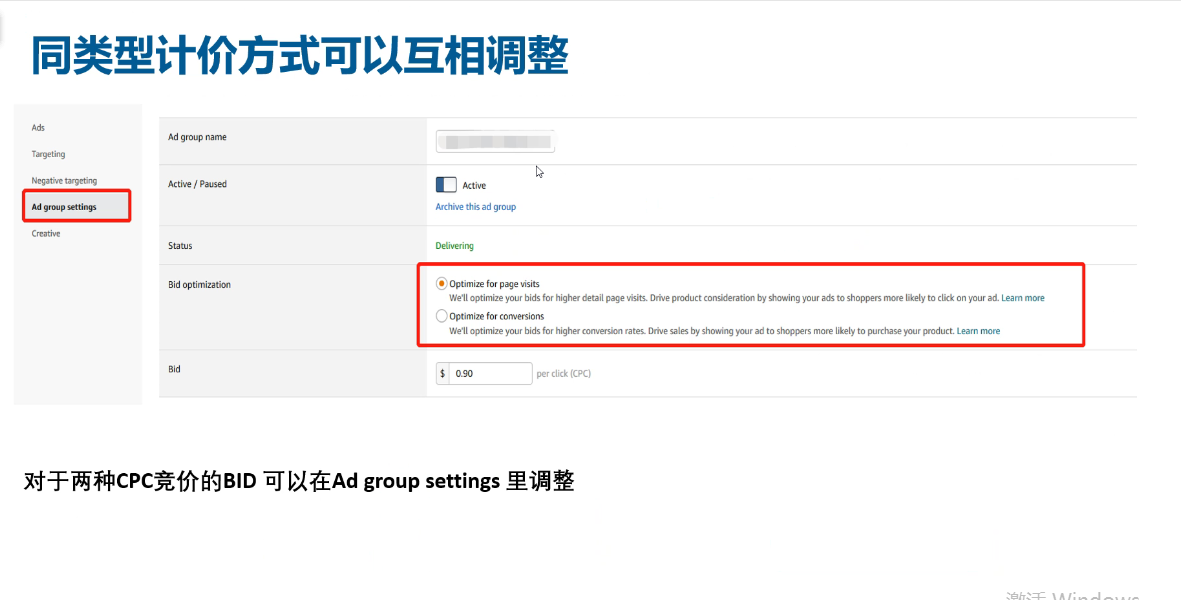 同类型计价方式可以互相调整
Ads
Targeting
Negative targeting
Ad group settings
Creative
Ad group name
Active / Paused
Active
Archive this ad group
Status
Delivering
Bid optimization
Optimize for page visits
We'll optimize your bids for higher detail page visits. Drive product consideration by showing your ads to shoppers more likely to click on your ad. Learn more
Optimize for conversions
We'll optimize your bids for higher conversion rates. Drive sales by showing your ad to shoppers more likely to purchase your product. Learn more
Bid
$ 0.90 per click (CPC)
对于两种CPC竞价的BID 可以在Ad group settings 里调整
激活 Windows